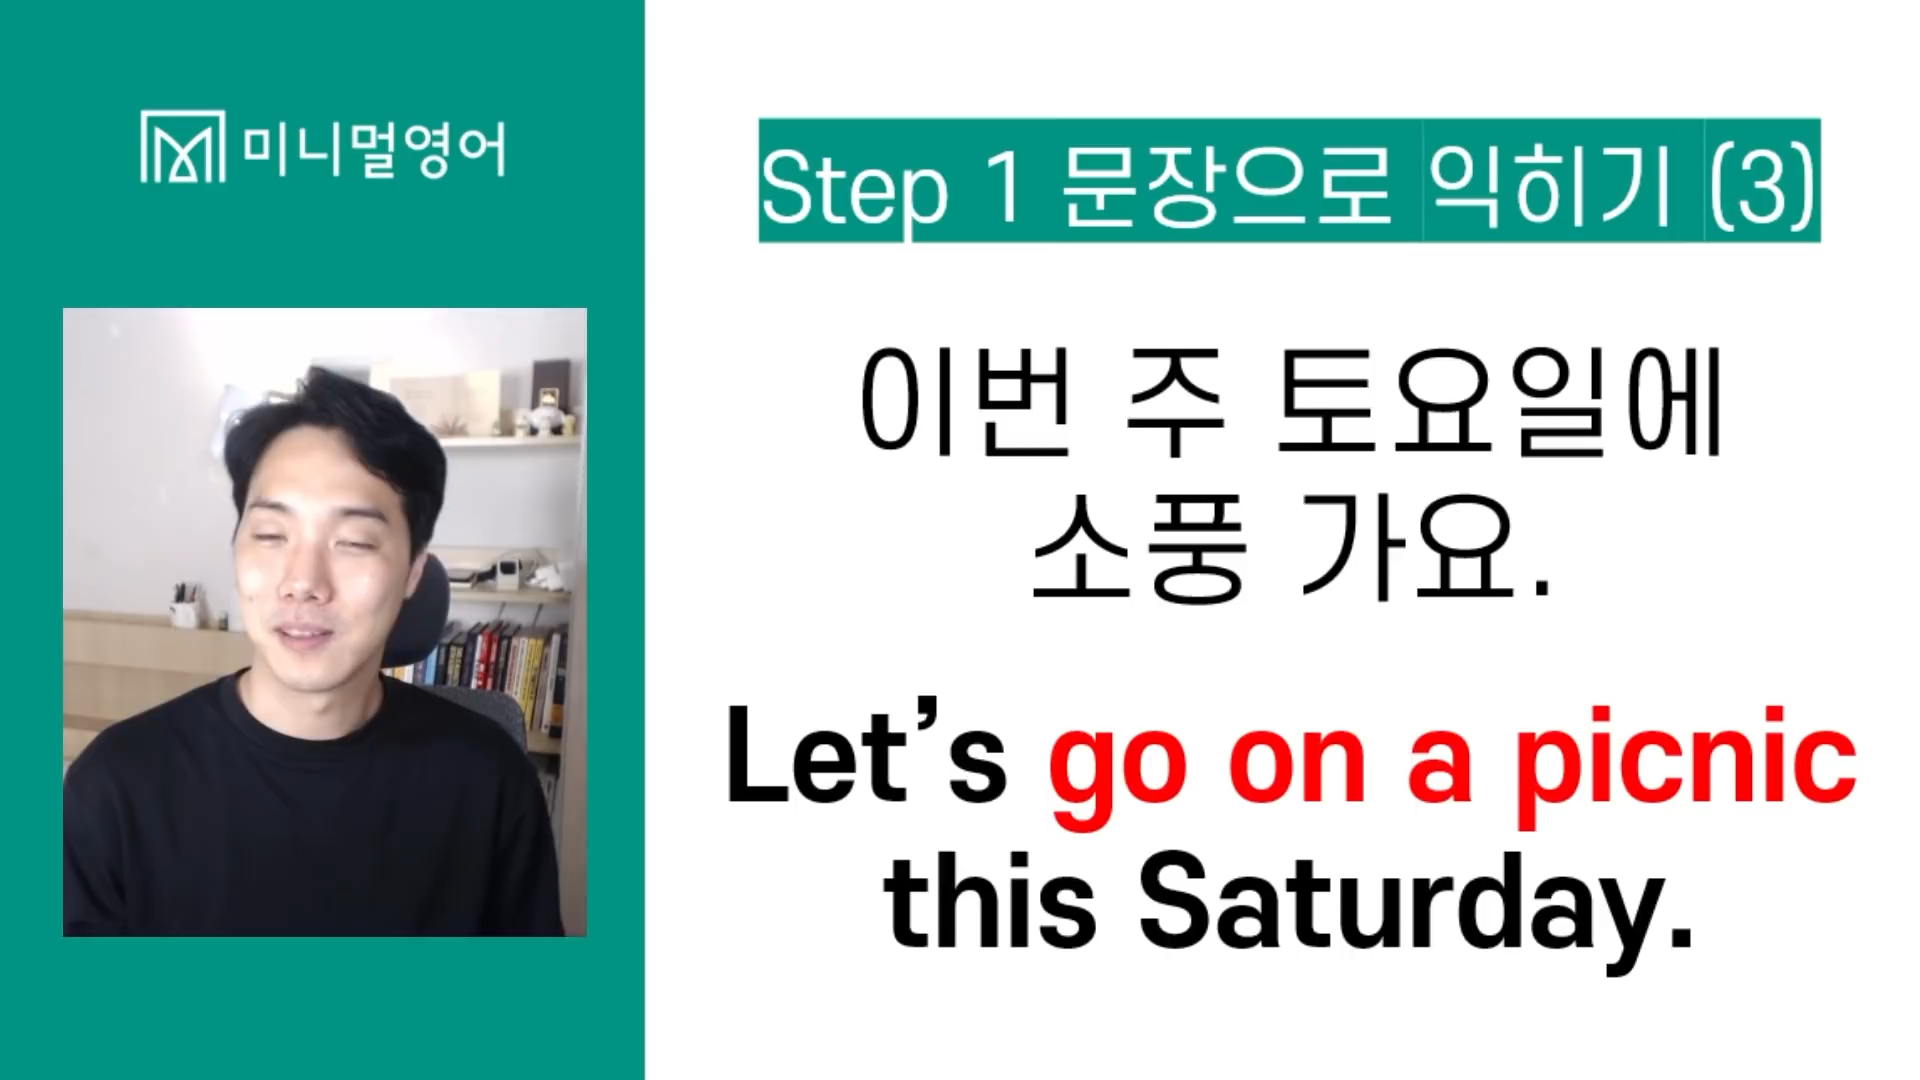 미니멀영어
Step 1 문장으로 익히기 (3)
이번 주 토요일에
소풍 가요.
Let’s go on a picnic
this Saturday.